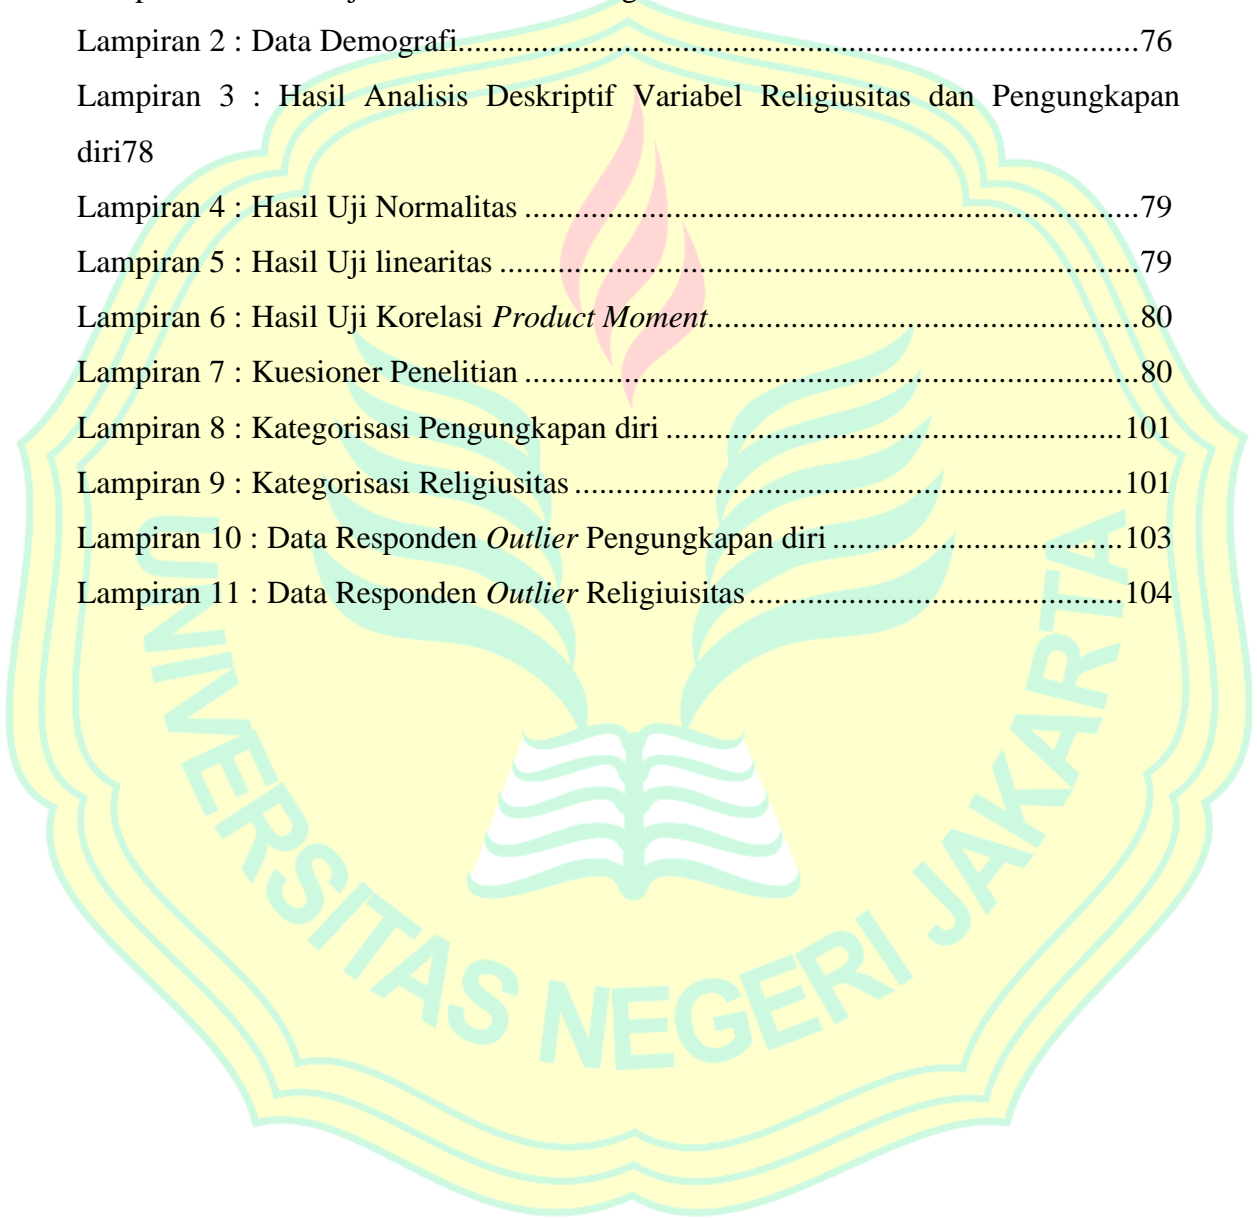 Lampiran 2 : Data Demografi..................................................................................76
Lampiran 3 : Hasil Analisis Deskriptif Variabel Religiusitas dan Pengungkapan
diri78
Lampiran 4 : Hasil Uji Normalitas ..........................................................................79
Lampiran 5 : Hasil Uji linearitas .............................................................................79
Lampiran 6 : Hasil Uji Korelasi Product Moment....................................................80
Lampiran 7 : Kuesioner Penelitian ..........................................................................80
Lampiran 8 : Kategorisasi Pengungkapan diri .......................................................101
Lampiran 9 : Kategorisasi Religiusitas ..................................................................101
Lampiran 10 : Data Responden Outlier Pengungkapan diri ...................................103
Lampiran 11 : Data Responden Outlier Religiuisitas .............................................104
UNIVERSITAS NEGERI JAKARTA